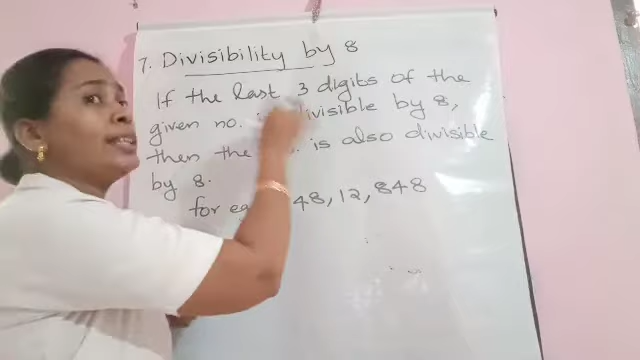 7. Divisibility by 8
If the last 3 digits of the
given no. divisible by 8,
then the is also divisible
by 8.
for eg 48, 12, 848